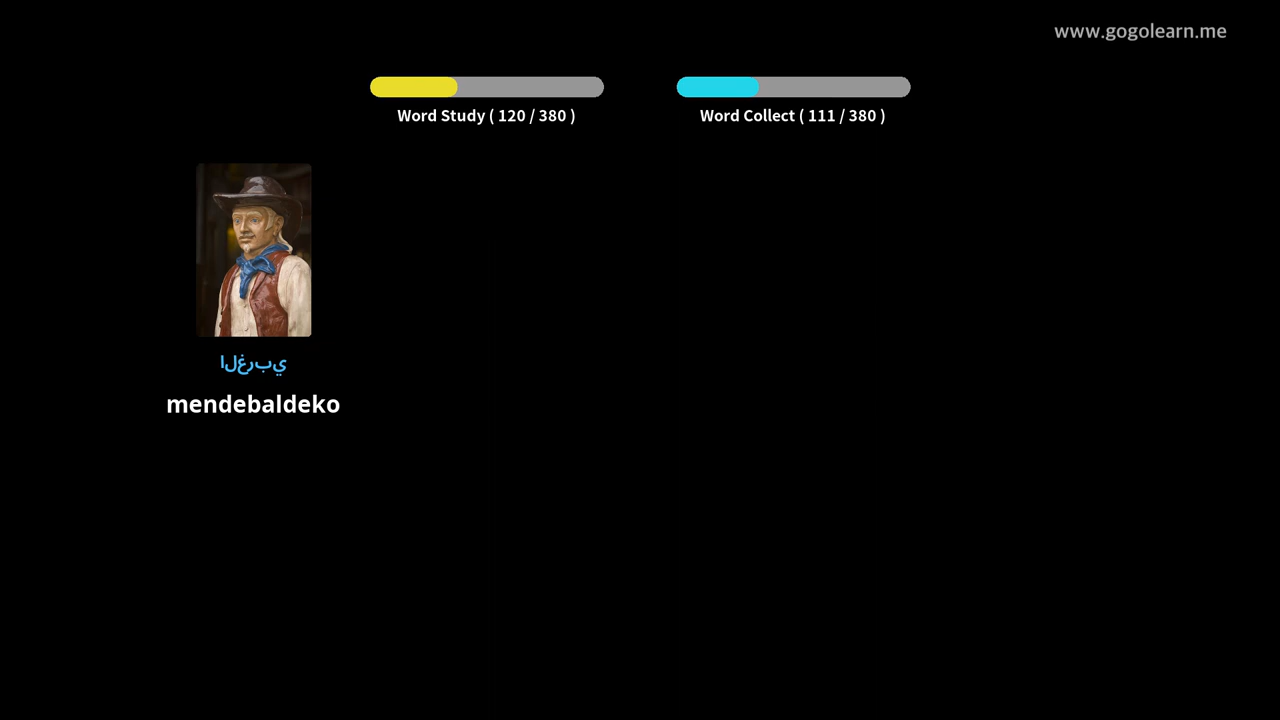 www.gogolearn.me
Word Study ( 120 / 380 )
Word Collect ( 111 / 380 )
الغربي
mendebaldeko